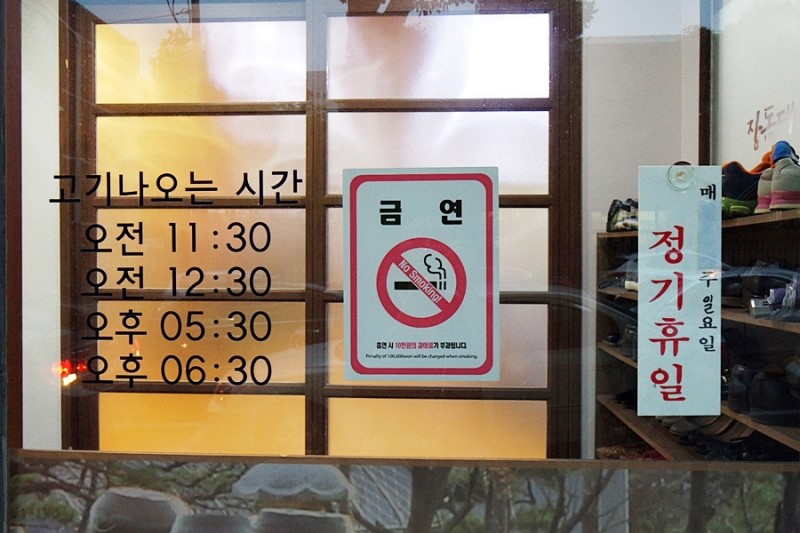 고기나오는 시간
오전 11:30
오전 12:30
오후 05:30
오후 06:30
금 연
No Smoking!
흡연 시 10만원의 과태료가 부과됩니다.
Penalty of 100,000won will be charged when smoking.
매 주 일요일
정기휴일
장독대